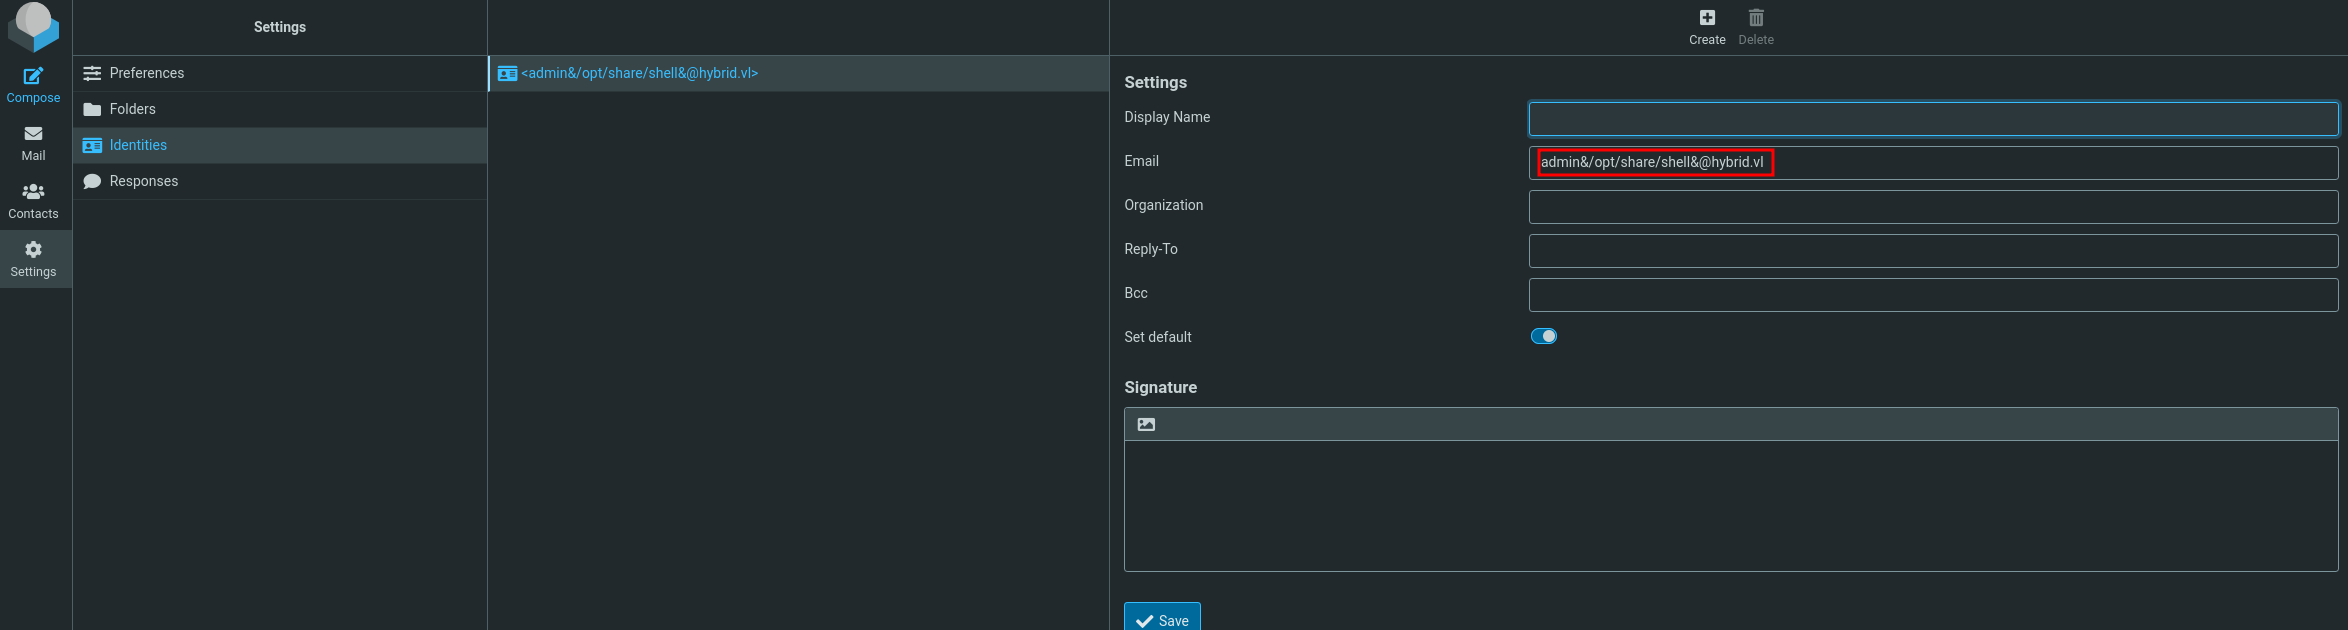 Compose
Mail
Contacts
Settings
Settings
Preferences
Folders
Identities
Responses
<admin&/opt/share/shell&@hybrid.vl>
Create
Delete
Settings
Display Name
Email
admin&/opt/share/shell&@hybrid.vl
Organization
Reply-To
Bcc
Set default
Signature
Save